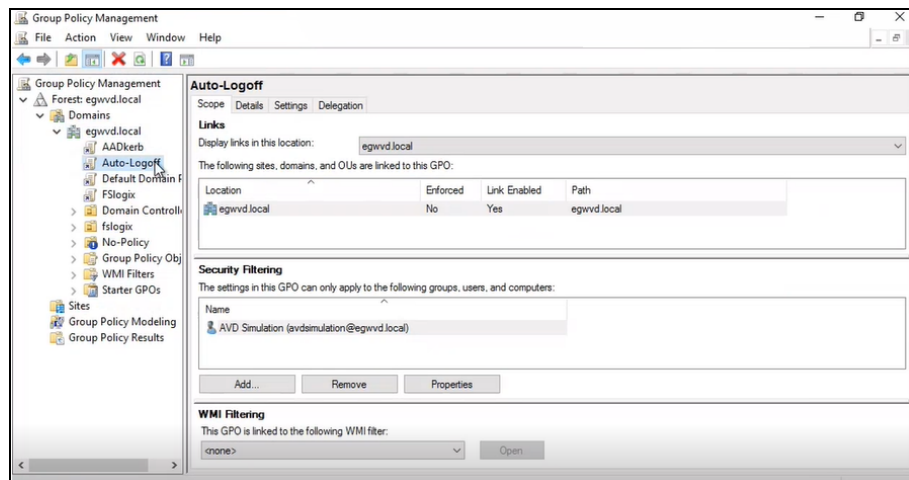 Group Policy Management
File Action View Window Help
Group Policy Management
Forest: egwvd.local
Domains
egwvd.local
AADkerb
Auto-Logoff
Default Domain P
FSlogix
Domain Controll
fslogix
No-Policy
Group Policy Obj
WMI Filters
Starter GPOs
Sites
Group Policy Modeling
Group Policy Results
Auto-Logoff
Scope Details Settings Delegation
Links
Display links in this location: egwvd.local
The following sites, domains, and OUs are linked to this GPO:
Location Enforced Link Enabled Path
egwvd.local No Yes egwvd.local
Security Filtering
The settings in this GPO can only apply to the following groups, users, and computers:
Name
AVD Simulation (avdsimulation@egwvd.local)
Add... Remove Properties
WMI Filtering
This GPO is linked to the following WMI filter:
<none> Open